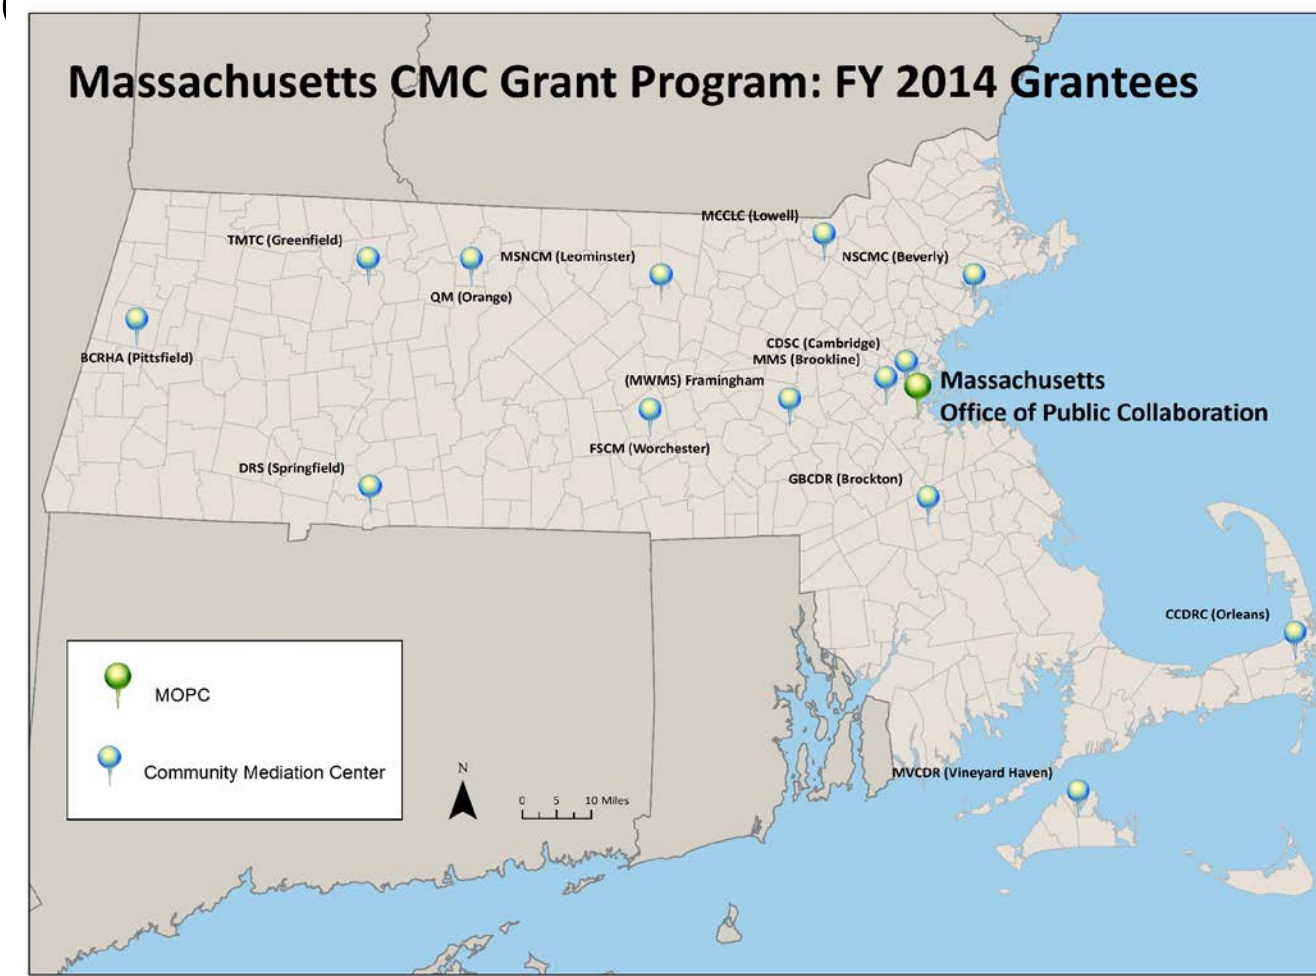 Massachusetts CMC Grant Program: FY 2014 Grantees
MCCLC (Lowell)
TMTC (Greenfield)
MSNCM (Leominster)
NSCMC (Beverly)
QM (Orange)
BCRHA (Pittsfield)
CDSC (Cambridge)
MMS (Brookline)
(MWMS) Framingham
Massachusetts
Office of Public Collaboration
FSCM (Worchester)
DRS (Springfield)
GBCDR (Brockton)
CCDRC (Orleans)
MOPC
Community Mediation Center
N
0 5 10 Miles
MVCDR (Vineyard Haven)